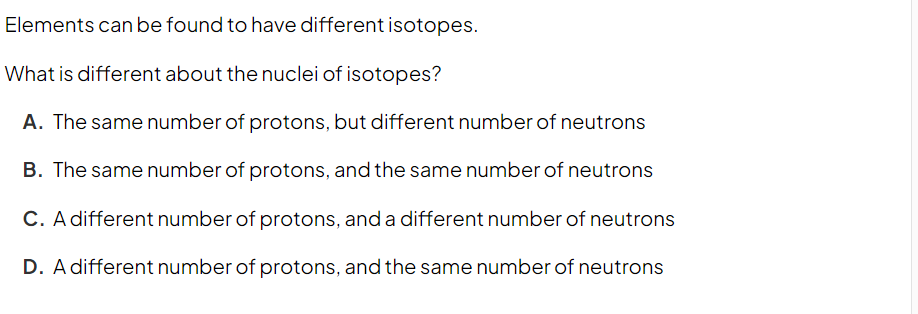 Elements can be found to have different isotopes.
What is different about the nuclei of isotopes?
A. The same number of protons, but different number of neutrons
B. The same number of protons, and the same number of neutrons
C. A different number of protons, and a different number of neutrons
D. A different number of protons, and the same number of neutrons